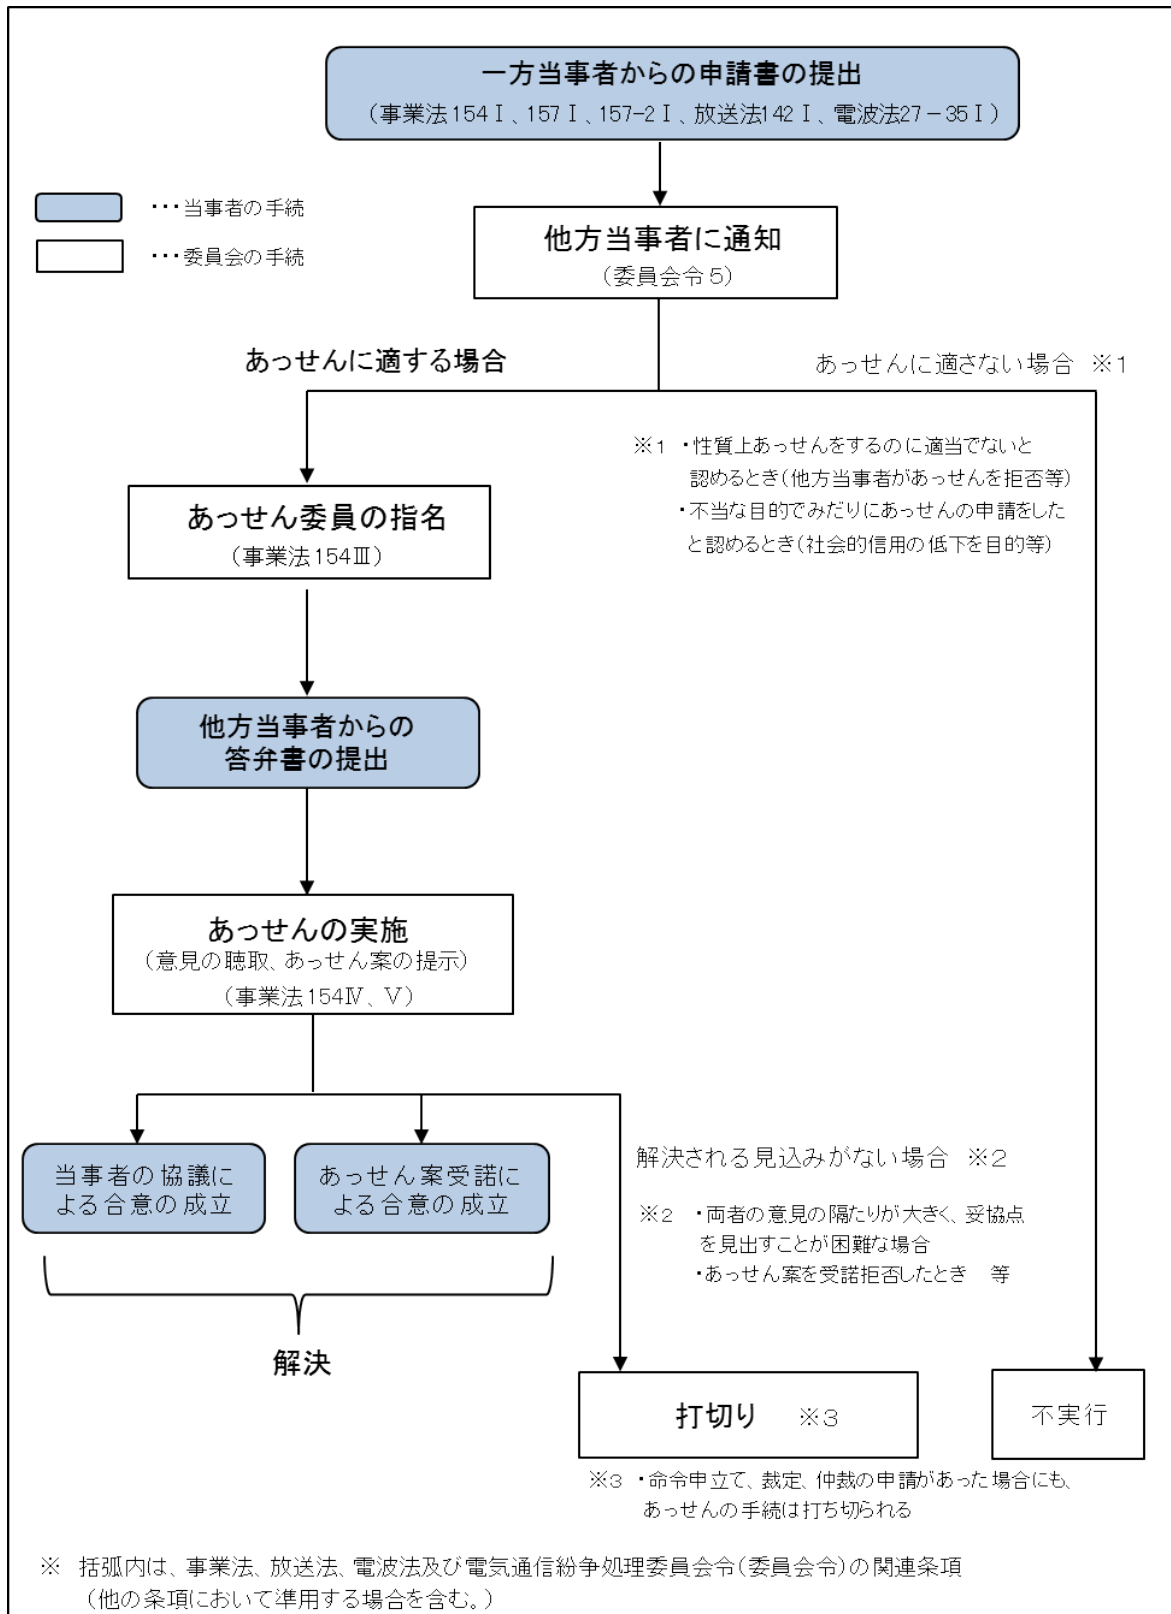 一方当事者からの申請書の提出
（事業法154Ⅰ、157Ⅰ、157-2Ⅰ、放送法142Ⅰ、電波法27－35Ⅰ）
・・・当事者の手続
・・・委員会の手続
他方当事者に通知
（委員会令５）
あっせんに適する場合
あっせんに適さない場合 ※１
※１ ・性質上あっせんをするのに適当でないと
認めるとき（他方当事者があっせんを拒否等）
・不当な目的でみだりにあっせんの申請をした
と認めるとき（社会的信用の低下を目的等）
あっせん委員の指名
（事業法154Ⅲ）
他方当事者からの
答弁書の提出
あっせんの実施
（意見の聴取、あっせん案の提示）
（事業法154Ⅳ、Ⅴ）
当事者の協議に
よる合意の成立
あっせん案受諾に
よる合意の成立
解決される見込みがない場合 ※２
※２ ・両者の意見の隔たりが大きく、妥協点
を見出すことが困難な場合
・あっせん案を受諾拒否したとき 等
解決
打切り ※３
不実行
※３ ・命令申立て、裁定、仲裁の申請があった場合にも、
あっせんの手続は打ち切られる
※ 括弧内は、事業法、放送法、電波法及び電気通信紛争処理委員会令（委員会令）の関連条項
（他の条項において準用する場合を含む。）